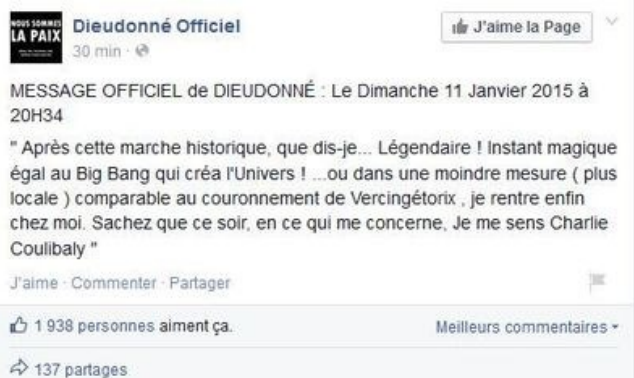 NOUS SOMMES
LA PAIX
Dieudonné Officiel
30 min
J'aime la Page
MESSAGE OFFICIEL de DIEUDONNÉ : Le Dimanche 11 Janvier 2015 à
20H34
" Après cette marche historique, que dis-je... Légendaire ! Instant magique
égal au Big Bang qui créa l'Univers ! ...ou dans une moindre mesure ( plus
locale ) comparable au couronnement de Vercingétorix , je rentre enfin
chez moi. Sachez que ce soir, en ce qui me concerne, Je me sens Charlie
Coulibaly "
J'aime · Commenter · Partager
1 938 personnes aiment ça.
Meilleurs commentaires
137 partages